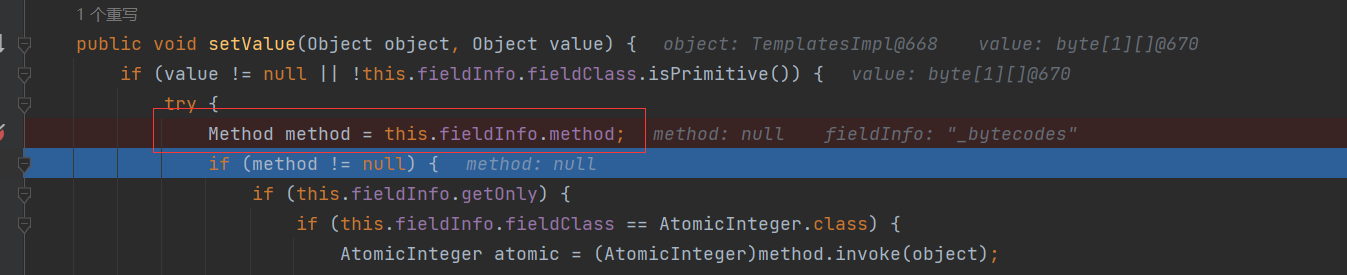 1 个重写
public void setValue(Object object, Object value) { object: TemplatesImpl@668 value: byte[1][]@670
if (value != null || !this.fieldInfo.fieldClass.isPrimitive()) { value: byte[1][]@670
try {
Method method = this.fieldInfo.method; method: null fieldInfo: "_bytecodes"
if (method != null) { method: null
if (this.fieldInfo.getOnly) {
if (this.fieldInfo.fieldClass == AtomicInteger.class) {
AtomicInteger atomic = (AtomicInteger)method.invoke(object);